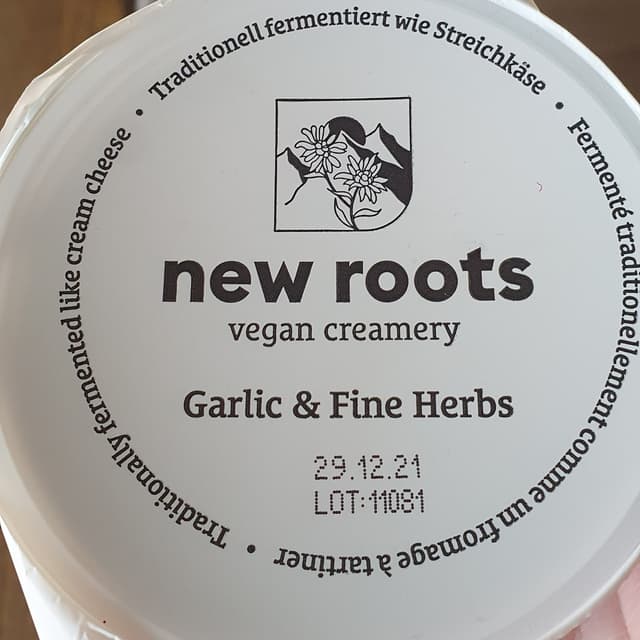 Traditionell fermentiert wie Streichkäse
Fermenté traditionellement comme un fromage à tartiner
Traditionally fermented like cream cheese
new roots
vegan creamery
Garlic & Fine Herbs
29.12.21
LOT:11081